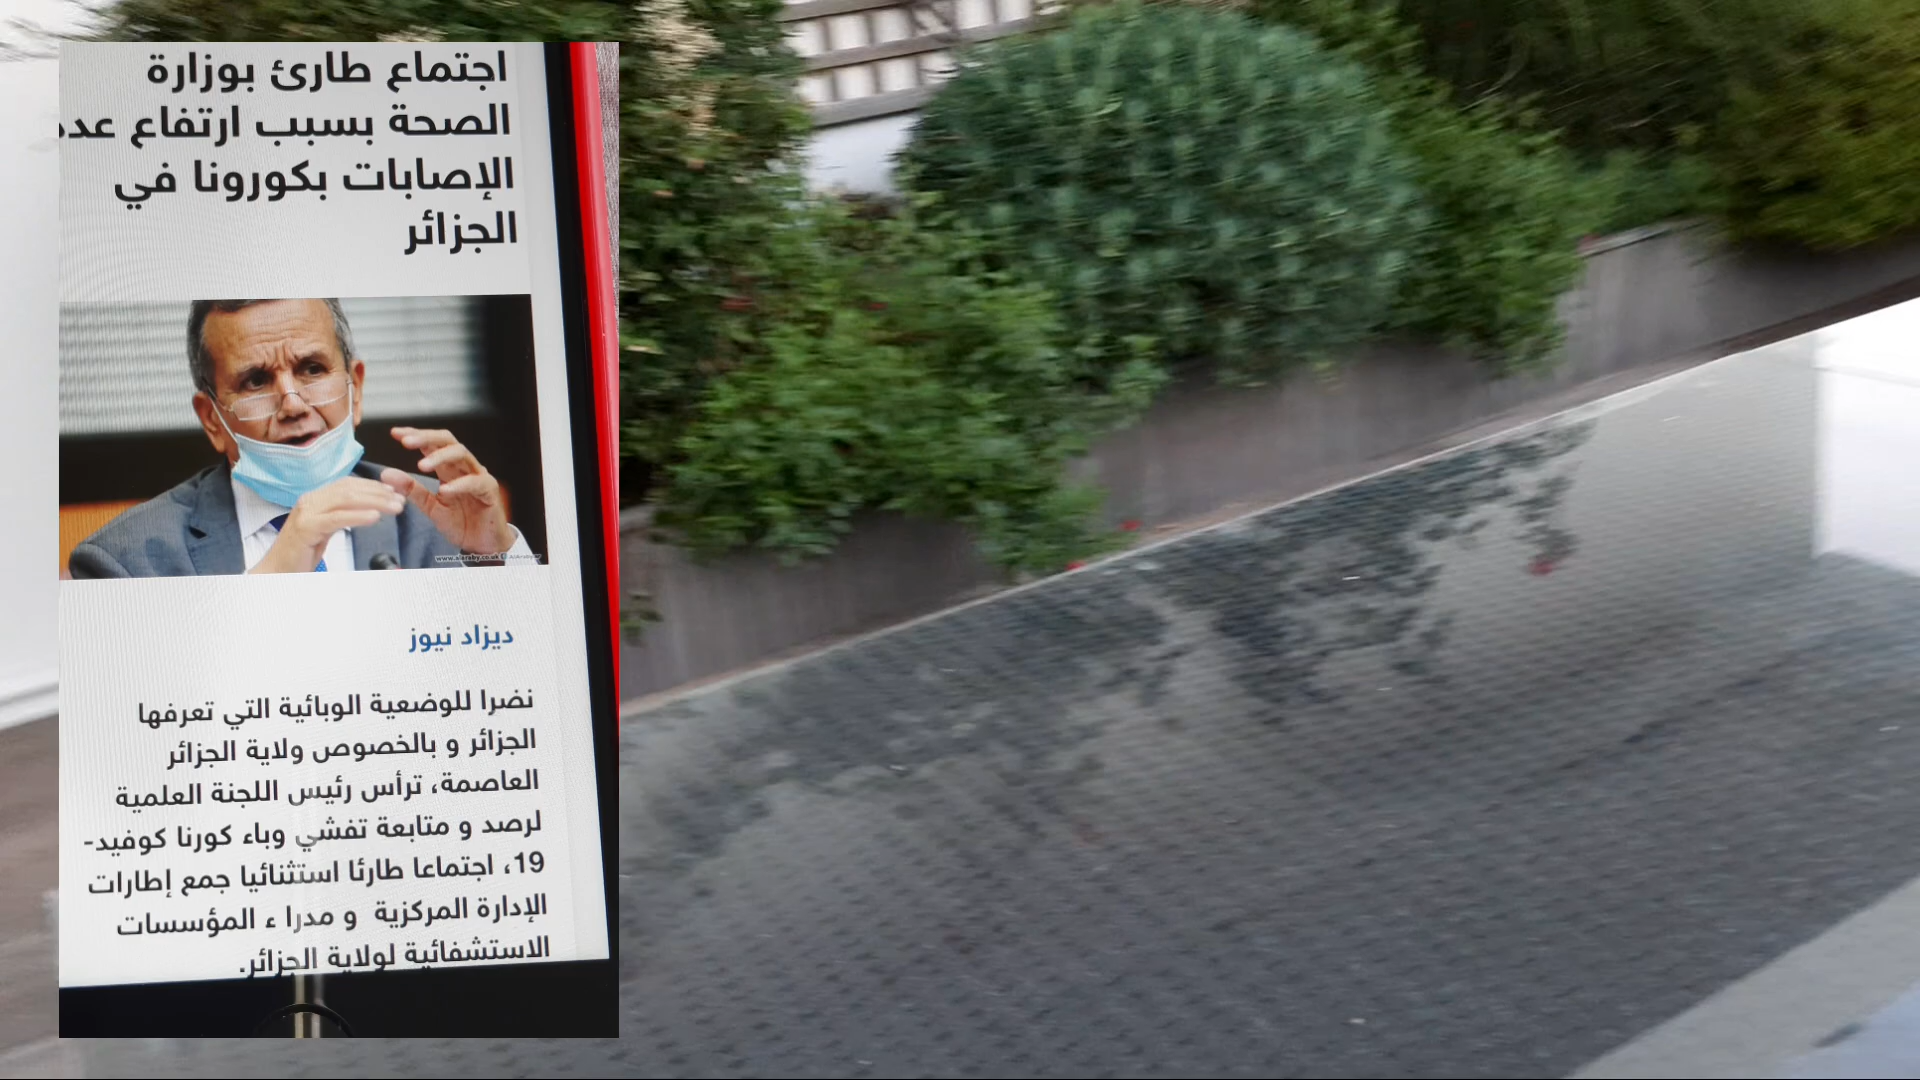 اجتماع طارئ بوزارة
الصحة بسبب ارتفاع عدد
الإصابات بكورونا في
الجزائر
ديزاد نيوز
نضرا للوضعية الوبائية التي تعرفها
الجزائر و بالخصوص ولاية الجزائر
العاصمة، ترأس رئيس اللجنة العلمية
لرصد و متابعة تفشي وباء كورنا كوفيد-
19، اجتماعا طارئا استثنائيا جمع إطارات
الإدارة المركزية و مدرا ء المؤسسات
الاستشفائية لولاية الجزائر.